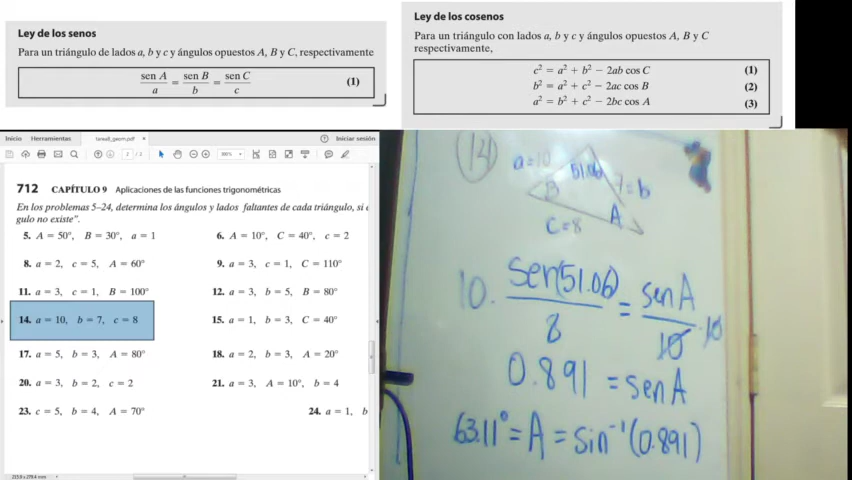 Ley de los senos
Para un triángulo de lados a, b y c y ángulos opuestos A, B y C, respectivamente
sen A / a = sen B / b = sen C / c (1)
Ley de los cosenos
Para un triángulo con lados a, b y c y ángulos opuestos A, B y C
respectivamente,
c² = a² + b² − 2ab cos C (1)
b² = a² + c² − 2ac cos B (2)
a² = b² + c² − 2bc cos A (3)
Inicio Herramientas tarea8_geom.pdf × Iniciar sesión
712 CAPÍTULO 9 Aplicaciones de las funciones trigonométricas
En los problemas 5-24, determina los ángulos y lados faltantes de cada triángulo, si
gulo no existe".
5. A = 50°, B = 30°, a = 1
6. A = 10°, C = 40°, c = 2
8. a = 2, c = 5, A = 60°
9. a = 3, c = 1, C = 110°
11. a = 3, c = 1, B = 100°
12. a = 3, b = 5, B = 80°
14. a = 10, b = 7, c = 8
15. a = 1, b = 3, C = 40°
17. a = 5, b = 3, A = 80°
18. a = 2, b = 3, A = 20°
20. a = 3, b = 2, c = 2
21. a = 3, A = 10°, b = 4
23. c = 5, b = 4, A = 70°
24. a = 1, b
14
a=10 51.06 7=b
B A
C=8
10. sen(51.06) / 8 = sen A / 10 · 10
0.891 = sen A
63.11° = A = sin⁻¹(0.891)